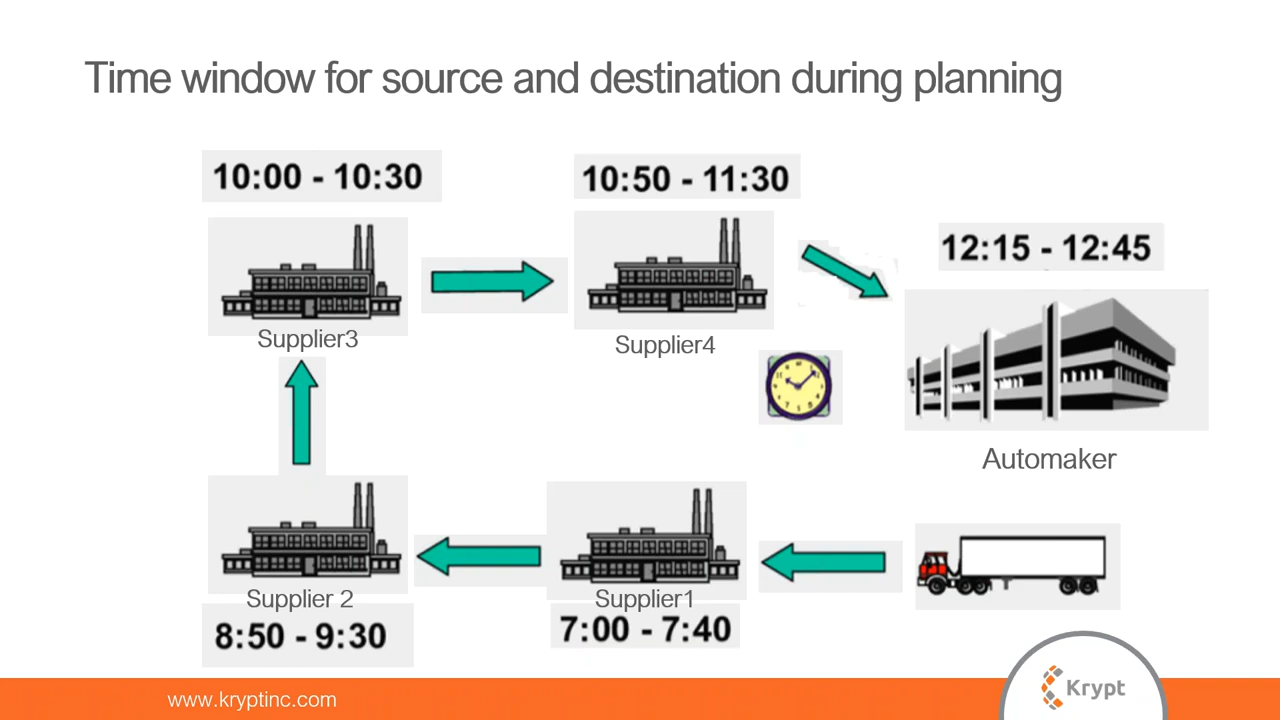 Time window for source and destination during planning
10:00 - 10:30
10:50 - 11:30
12:15 - 12:45
Supplier3
Supplier4
Automaker
Supplier 2
Supplier1
8:50 - 9:30
7:00 - 7:40
www.kryptinc.com
Krypt